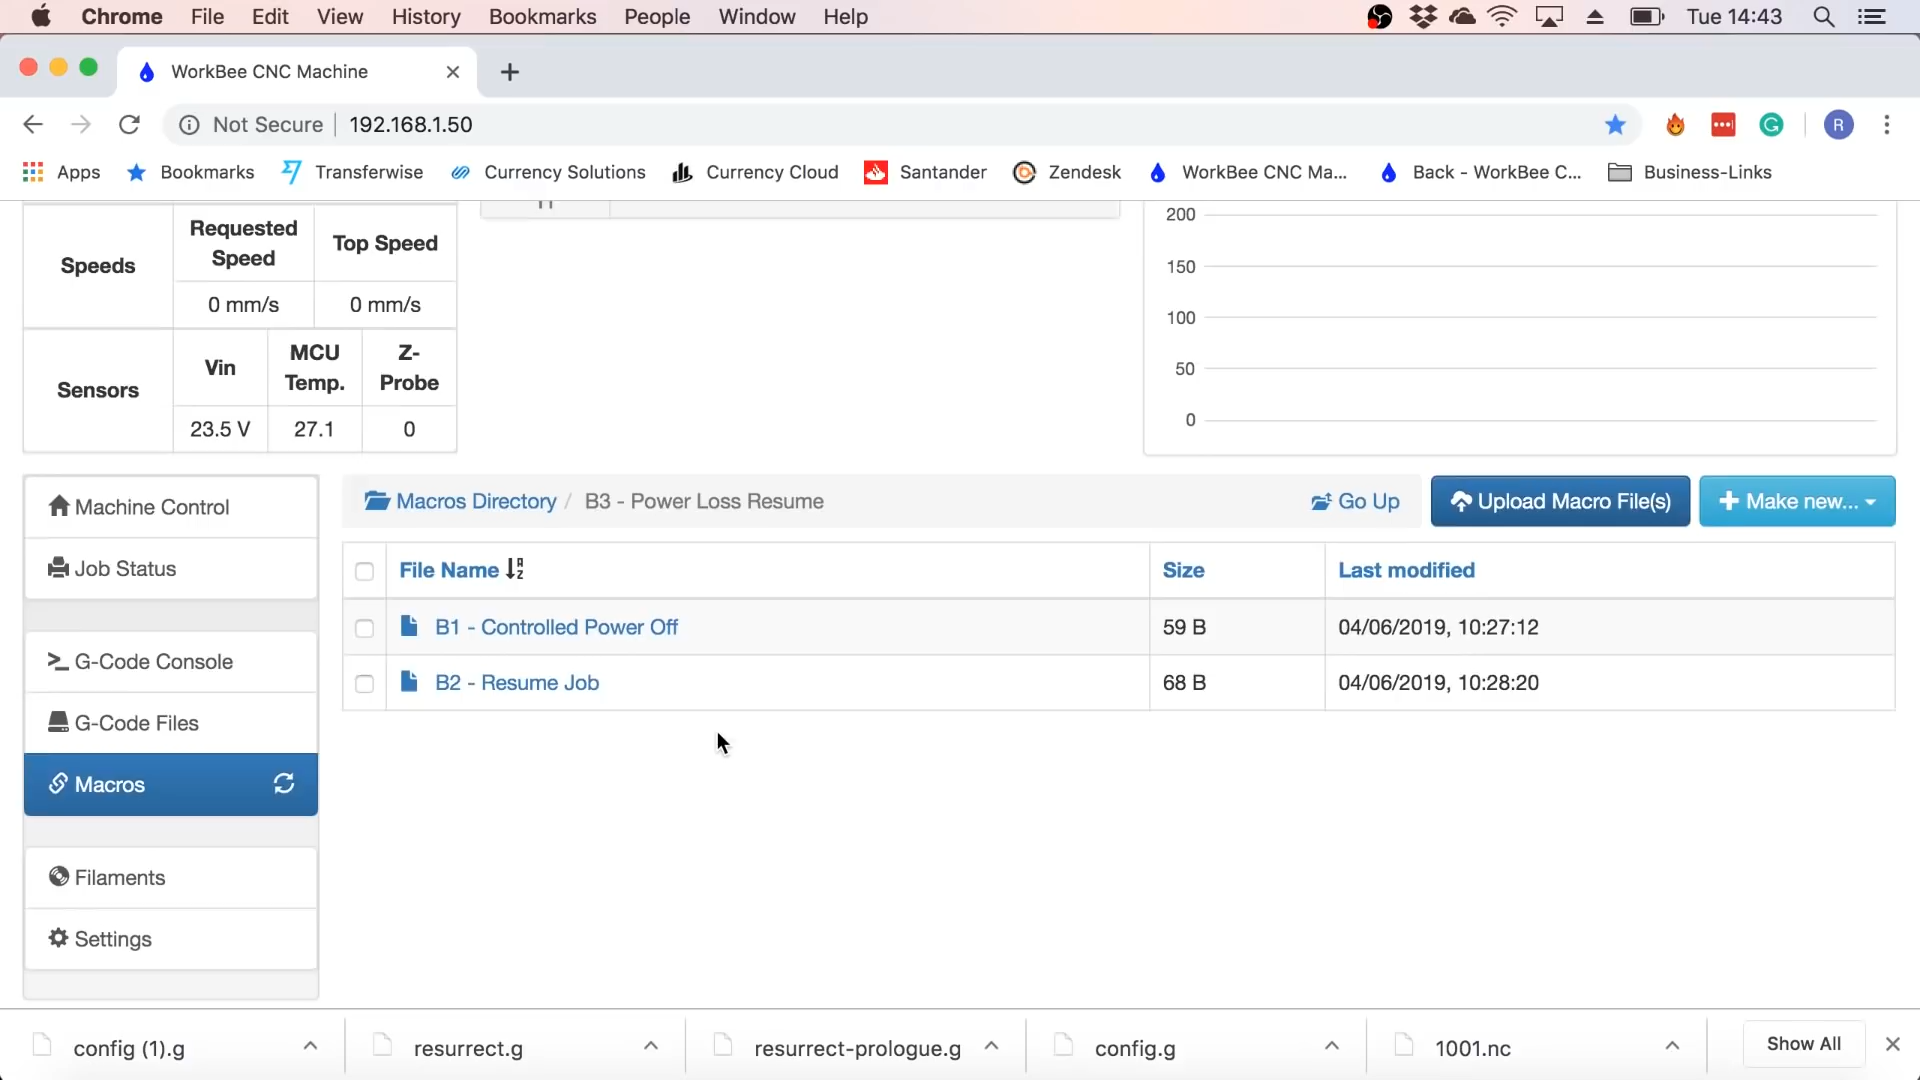 Chrome File Edit View History Bookmarks People Window Help Tue 14:43
WorkBee CNC Machine
Not Secure 192.168.1.50 R
Apps Bookmarks Transferwise Currency Solutions Currency Cloud Santander Zendesk WorkBee CNC Ma... Back - WorkBee C... Business-Links
Speeds
Requested Speed
Top Speed
0 mm/s
0 mm/s
Sensors
Vin
MCU Temp.
Z-Probe
23.5 V
27.1
0
200
150
100
50
0
Machine Control
Job Status
G-Code Console
G-Code Files
Macros
Filaments
Settings
Macros Directory / B3 - Power Loss Resume Go Up Upload Macro File(s) Make new...
File Name Size Last modified
B1 - Controlled Power Off 59 B 04/06/2019, 10:27:12
B2 - Resume Job 68 B 04/06/2019, 10:28:20
config (1).g resurrect.g resurrect-prologue.g config.g 1001.nc Show All